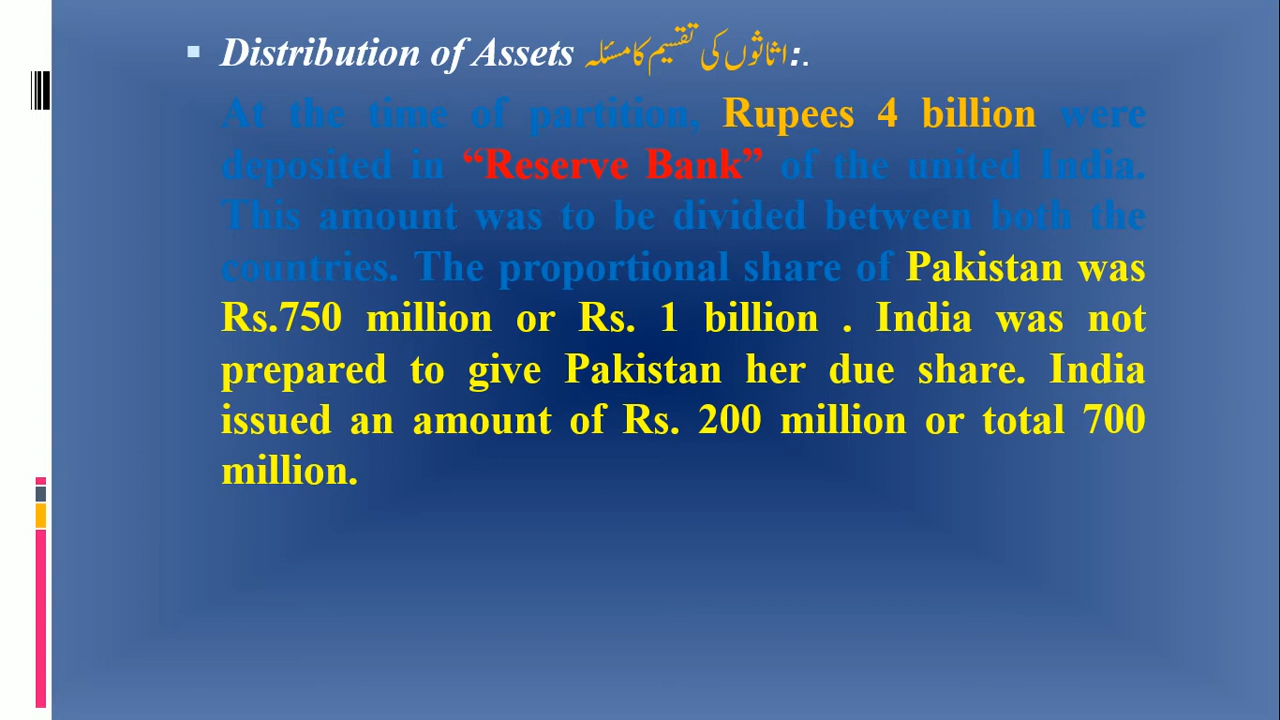 Distribution of Assets اثاثوں کی تقسیم کا مسئلہ:.
At the time of partition, Rupees 4 billion were
deposited in “Reserve Bank” of the united India.
This amount was to be divided between both the
countries. The proportional share of Pakistan was
Rs.750 million or Rs. 1 billion . India was not
prepared to give Pakistan her due share. India
issued an amount of Rs. 200 million or total 700
million.